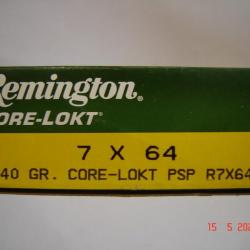 Remington
ORE-LOKT
7 X 64
40 GR. CORE-LOKT PSP R7X64
15 5 20